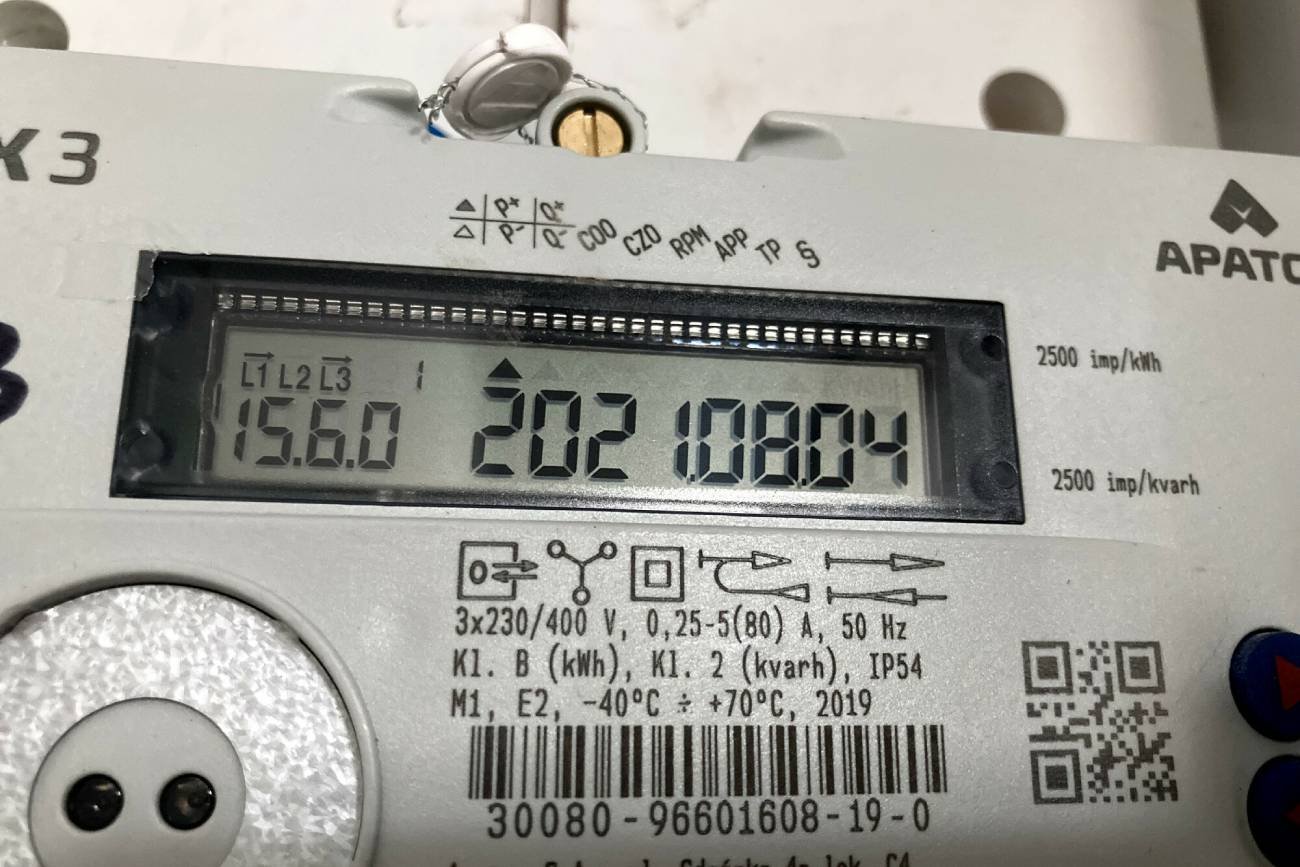 X3
APATO
▲ P+ Q+
△ P- Q- COO CZO RPM APP TP §
2500 imp/kWh
L1 L2 L3 1
15.6.0 2021.08.04
2500 imp/kvarh
3x230/400 V, 0,25-5(80) A, 50 Hz
Kl. B (kWh), Kl. 2 (kvarh), IP54
M1, E2, -40°C ÷ +70°C, 2019
30080-96601608-19-0